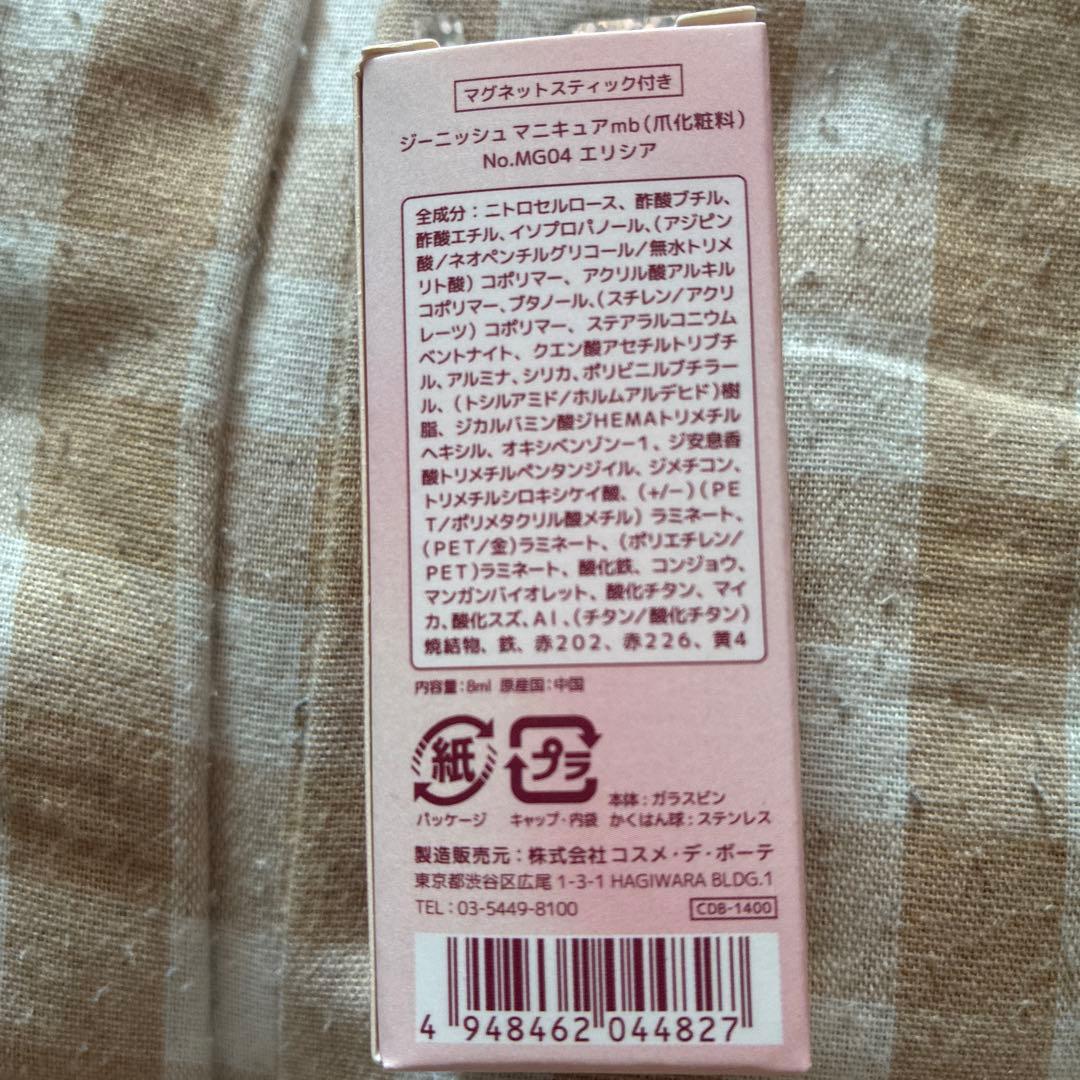 マグネットスティック付き
ジーニッシュ マニキュアmb(爪化粧料)
No.MG04 エリシア
全成分：ニトロセルロース、酢酸ブチル、
酢酸エチル、イソプロパノール、(アジピン
酸/ネオペンチルグリコール/無水トリメ
リト酸) コポリマー、アクリル酸アルキル
コポリマー、ブタノール、(スチレン/アクリ
レーツ) コポリマー、ステアラルコニウム
ベントナイト、クエン酸アセチルトリブチ
ル、アルミナ、シリカ、ポリビニルブチラー
ル、(トシルアミド/ホルムアルデヒド)樹
脂、ジカルバミン酸ジHEMAトリメチル
ヘキシル、オキシベンゾン-1、ジ安息香
酸トリメチルペンタンジイル、ジメチコン、
トリメチルシロキシケイ酸、(+/-)(PE
T/ポリメタクリル酸メチル) ラミネート、
(PET/金)ラミネート、(ポリエチレン/
PET)ラミネート、酸化鉄、コンジョウ、
マンガンバイオレット、酸化チタン、マイ
カ、酸化スズ、Al、(チタン/酸化チタン)
焼結物、鉄、赤202、赤226、黄4
内容量：8ml 原産国：中国
紙 プラ
本体：ガラスビン
パッケージ キャップ・内袋 かくはん球：ステンレス
製造販売元：株式会社 コスメ・デ・ボーテ
東京都渋谷区広尾1-3-1 HAGIWARA BLDG.1
TEL：03-5449-8100 CDB-1400
4 948462 044827